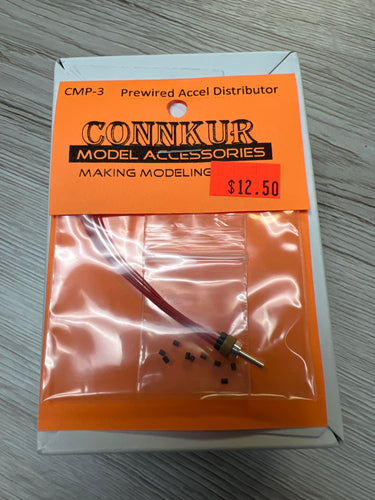 CMP-3 Prewired Accel Distributor
CONNKUR
MODEL ACCESSORIES
MAKING MODELING
$12.50